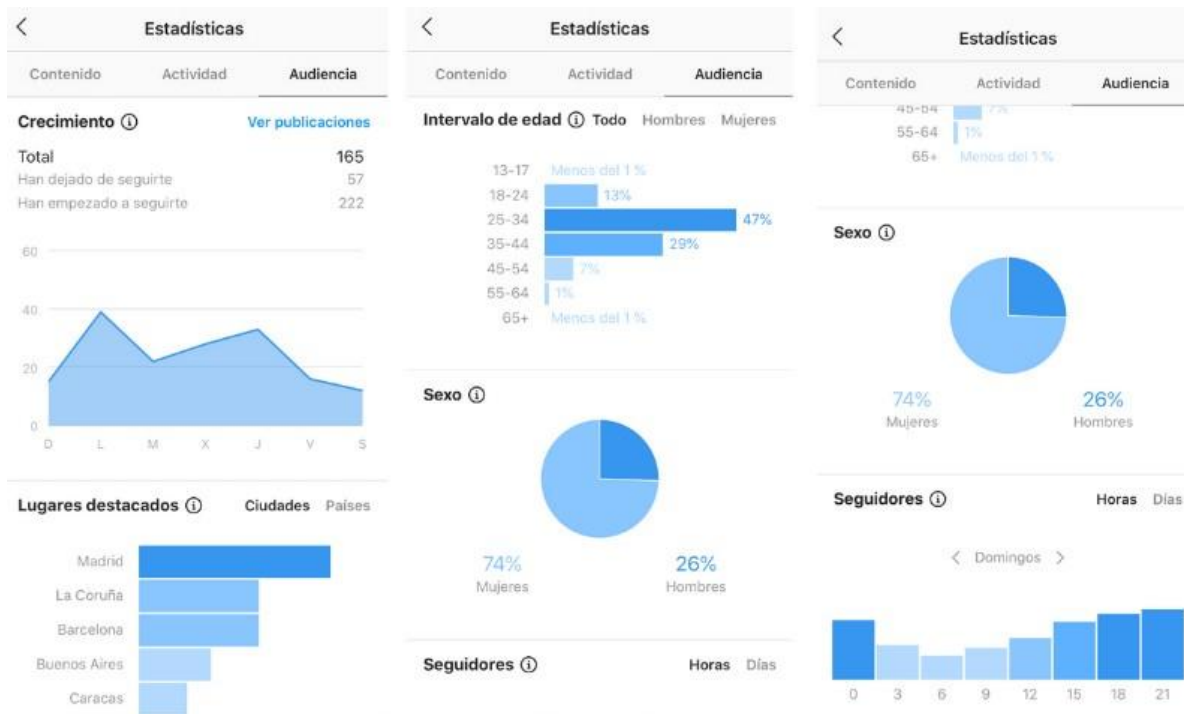 Estadísticas
Contenido Actividad Audiencia
Crecimiento
Ver publicaciones
Total 165
Han dejado de seguirte 57
Han empezado a seguirte 222
60
40
20
0
D L M X J V S
Lugares destacados Ciudades Países
Madrid
La Coruña
Barcelona
Buenos Aires
Caracas
Estadísticas
Contenido Actividad Audiencia
Intervalo de edad Todo Hombres Mujeres
13-17 Menos del 1 %
18-24 13%
25-34 47%
35-44 29%
45-54 7%
55-64 1%
65+ Menos del 1 %
Sexo
74% 26%
Mujeres Hombres
Seguidores Horas Días
Estadísticas
Contenido Actividad Audiencia
45-54 7%
55-64 1%
65+ Menos del 1 %
Sexo
74% 26%
Mujeres Hombres
Seguidores Horas Días
< Domingos >
0 3 6 9 12 15 18 21